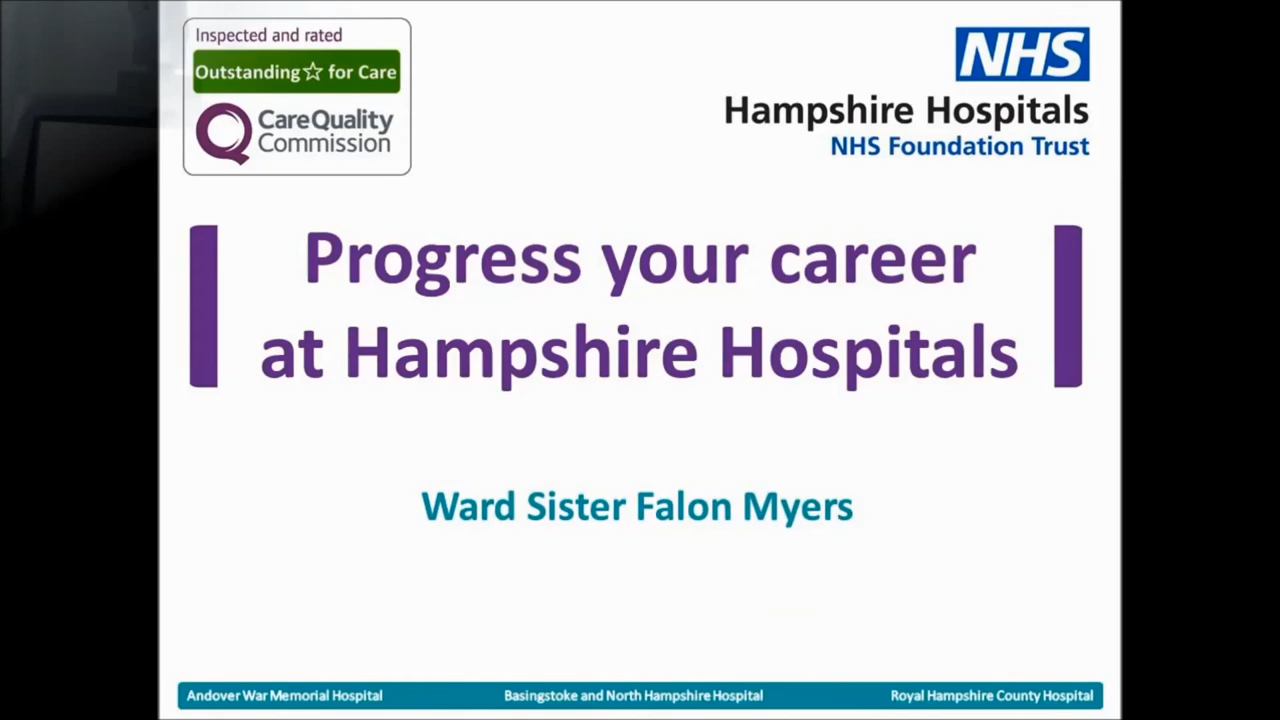 Inspected and rated
Outstanding☆ for Care
CareQuality
Commission
NHS
Hampshire Hospitals
NHS Foundation Trust
Progress your career
at Hampshire Hospitals
Ward Sister Falon Myers
Andover War Memorial Hospital
Basingstoke and North Hampshire Hospital
Royal Hampshire County Hospital